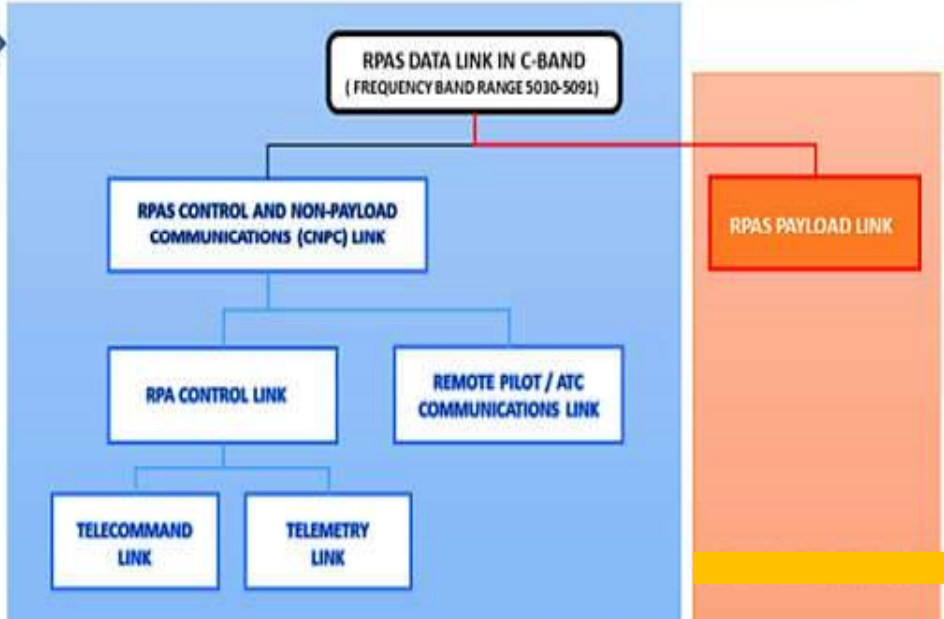 RPAS DATA LINK IN C-BAND
( FREQUENCY BAND RANGE 5030-5091)
RPAS CONTROL AND NON-PAYLOAD
COMMUNICATIONS (CNPC) LINK
RPAS PAYLOAD LINK
RPA CONTROL LINK
REMOTE PILOT / ATC
COMMUNICATIONS LINK
TELECOMMAND
LINK
TELEMETRY
LINK